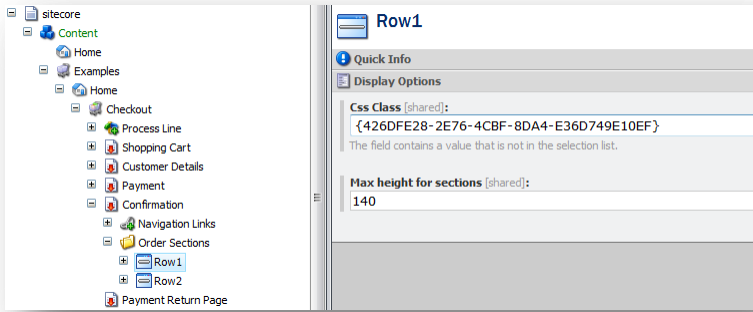 sitecore
Content
Home
Examples
Home
Checkout
Process Line
Shopping Cart
Customer Details
Payment
Confirmation
Navigation Links
Order Sections
Row1
Row2
Payment Return Page
Row1
Quick Info
Display Options
Css Class [shared]:
{426DFE28-2E76-4CBF-8DA4-E36D749E10EF}
The field contains a value that is not in the selection list.
Max height for sections [shared]:
140